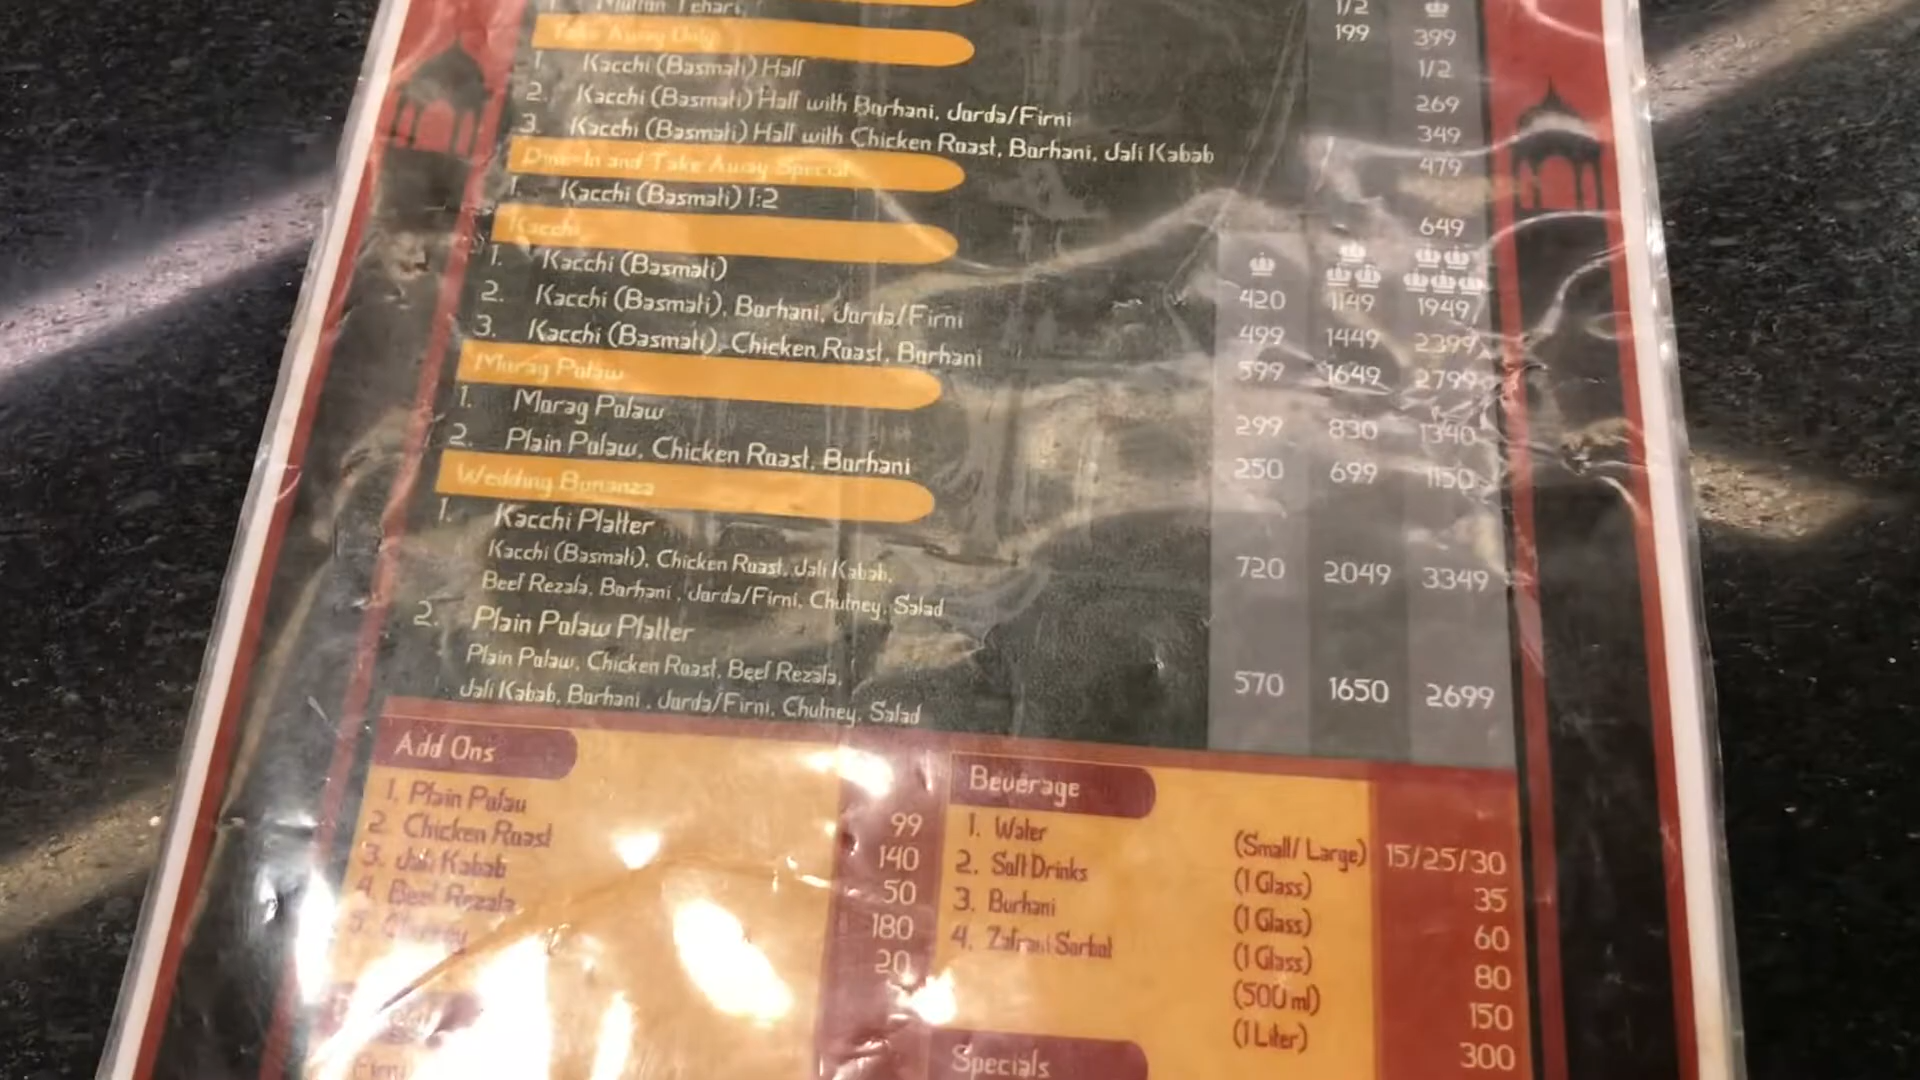 Mutton Tehari, 1/2
199 399
Take Away Only 1/2
1. Kacchi (Basmati) Half 269
2. Kacchi (Basmati) Half with Borhani, Jorda/Firni 349
3. Kacchi (Basmati) Half with Chicken Roast, Borhani, Jali Kabab 479
Dine-In and Take Away Special
1. Kacchi (Basmati) 1:2 649
Kacchi
1. Kacchi (Basmati) 420 1149 1949
2. Kacchi (Basmati), Borhani, Jorda/Firni 499 1449 2399
3. Kacchi (Basmati), Chicken Roast, Borhani 599 1649 2799
Morag Polaw
1. Morag Polaw 299 830 1340
2. Plain Polaw, Chicken Roast, Borhani 250 699 1150
Wedding Bonanza
1. Kacchi Platter
Kacchi (Basmati), Chicken Roast, Jali Kabab, 720 2049 3349
Beef Rezala, Borhani , Jorda/Firni, Chutney, Salad
2. Plain Polaw Platter
Plain Polaw, Chicken Roast, Beef Rezala, 570 1650 2699
Jali Kabab, Borhani , Jorda/Firni, Chutney, Salad
Add Ons
1. Plain Polau 99
2. Chicken Roast 140
3. Jali Kabab 50
4. Beef Rezala 180
5. Chutney 20
Firni
Beverage
1. Water (Small/ Large) 15/25/30
2. Soft Drinks (1 Glass) 35
3. Borhani (1 Glass) 60
4. Zafrani Sorbot (1 Glass) 80
(500 ml) 150
(1 Liter) 300
Specials